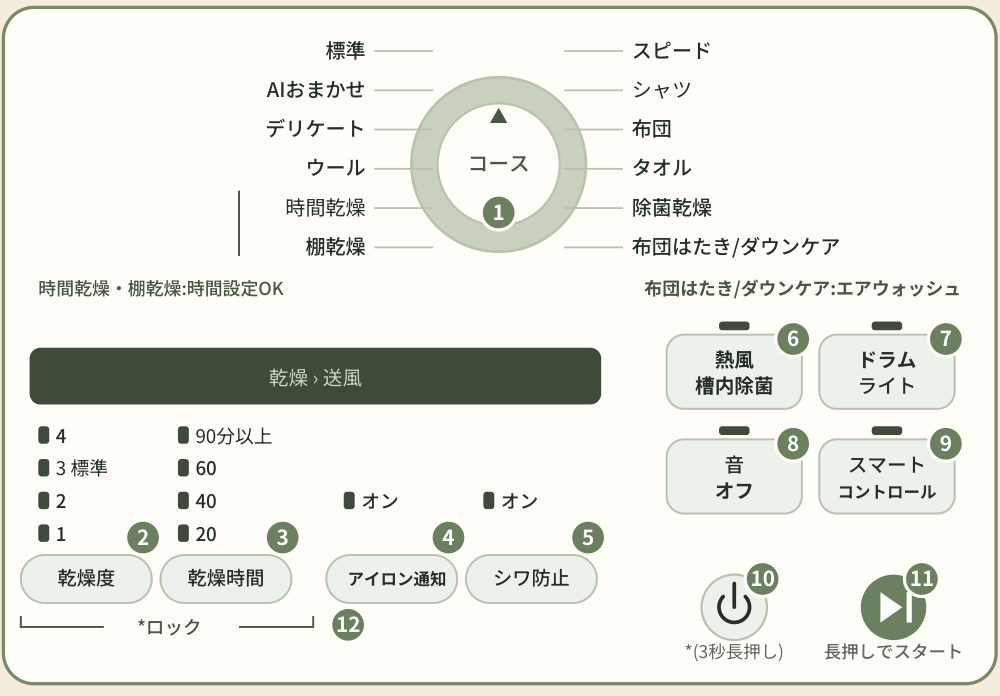 標準
AIおまかせ
デリケート
ウール
時間乾燥
棚乾燥
コース
1
スピード
シャツ
布団
タオル
除菌乾燥
布団はたき/ダウンケア
時間乾燥・棚乾燥:時間設定OK
布団はたき/ダウンケア:エアウォッシュ
乾燥 › 送風
4
3 標準
2
1
90分以上
60
40
20
オン
オン
2
乾燥度
3
乾燥時間
4
アイロン通知
5
シワ防止
*ロック
12
6
熱風
槽内除菌
7
ドラム
ライト
8
音
オフ
9
スマート
コントロール
10
*(3秒長押し)
11
長押しでスタート